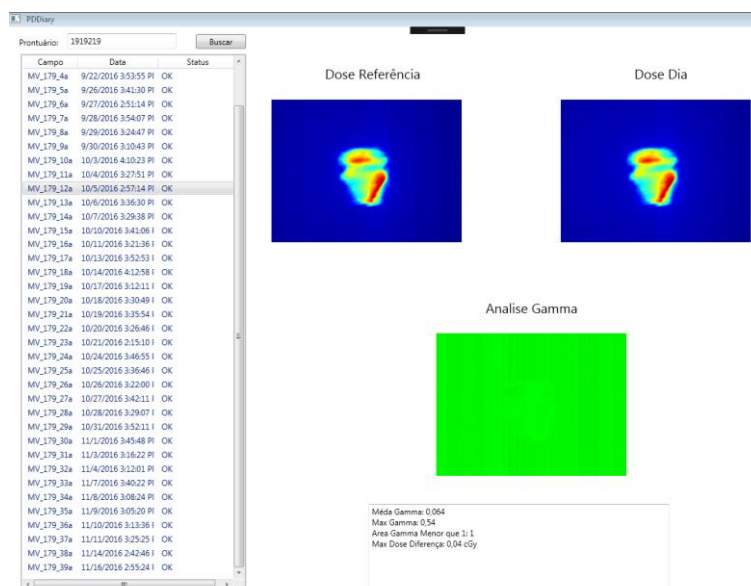 PDDiary
Prontuário: 1919219 Buscar
Campo Data Status
MV_179_4a 9/22/2016 3:53:55 PI OK
MV_179_5a 9/26/2016 3:41:30 PI OK
MV_179_6a 9/27/2016 2:51:14 PI OK
MV_179_7a 9/28/2016 3:54:07 PI OK
MV_179_8a 9/29/2016 3:24:47 PI OK
MV_179_9a 9/30/2016 3:10:43 PI OK
MV_179_10a 10/3/2016 4:10:23 PI OK
MV_179_11a 10/4/2016 3:27:51 PI OK
MV_179_12a 10/5/2016 2:57:14 PI OK
MV_179_13a 10/6/2016 3:36:30 PI OK
MV_179_14a 10/7/2016 3:29:38 PI OK
MV_179_15a 10/10/2016 3:41:06 I OK
MV_179_16a 10/11/2016 3:21:36 I OK
MV_179_17a 10/13/2016 3:52:53 I OK
MV_179_18a 10/14/2016 4:12:58 I OK
MV_179_19a 10/17/2016 3:12:11 I OK
MV_179_20a 10/18/2016 3:30:49 I OK
MV_179_21a 10/19/2016 3:35:54 I OK
MV_179_22a 10/20/2016 3:26:46 I OK
MV_179_23a 10/21/2016 2:15:10 I OK
MV_179_24a 10/24/2016 3:46:55 I OK
MV_179_25a 10/25/2016 3:36:46 I OK
MV_179_26a 10/26/2016 3:22:00 I OK
MV_179_27a 10/27/2016 3:42:11 I OK
MV_179_28a 10/28/2016 3:29:07 I OK
MV_179_29a 10/31/2016 3:52:11 I OK
MV_179_30a 11/1/2016 3:45:48 PI OK
MV_179_31a 11/3/2016 3:16:22 PI OK
MV_179_32a 11/4/2016 3:12:01 PI OK
MV_179_33a 11/7/2016 3:40:22 PI OK
MV_179_34a 11/8/2016 3:08:24 PI OK
MV_179_35a 11/9/2016 3:05:20 PI OK
MV_179_36a 11/10/2016 3:13:36 I OK
MV_179_37a 11/11/2016 3:25:25 I OK
MV_179_38a 11/14/2016 2:42:46 I OK
MV_179_39a 11/16/2016 2:55:24 I OK
Dose Referência
Dose Dia
Analise Gamma
Méda Gamma: 0,064
Max Gamma: 0,54
Area Gamma Menor que 1: 1
Max Dose Diferença: 0,04 cGy